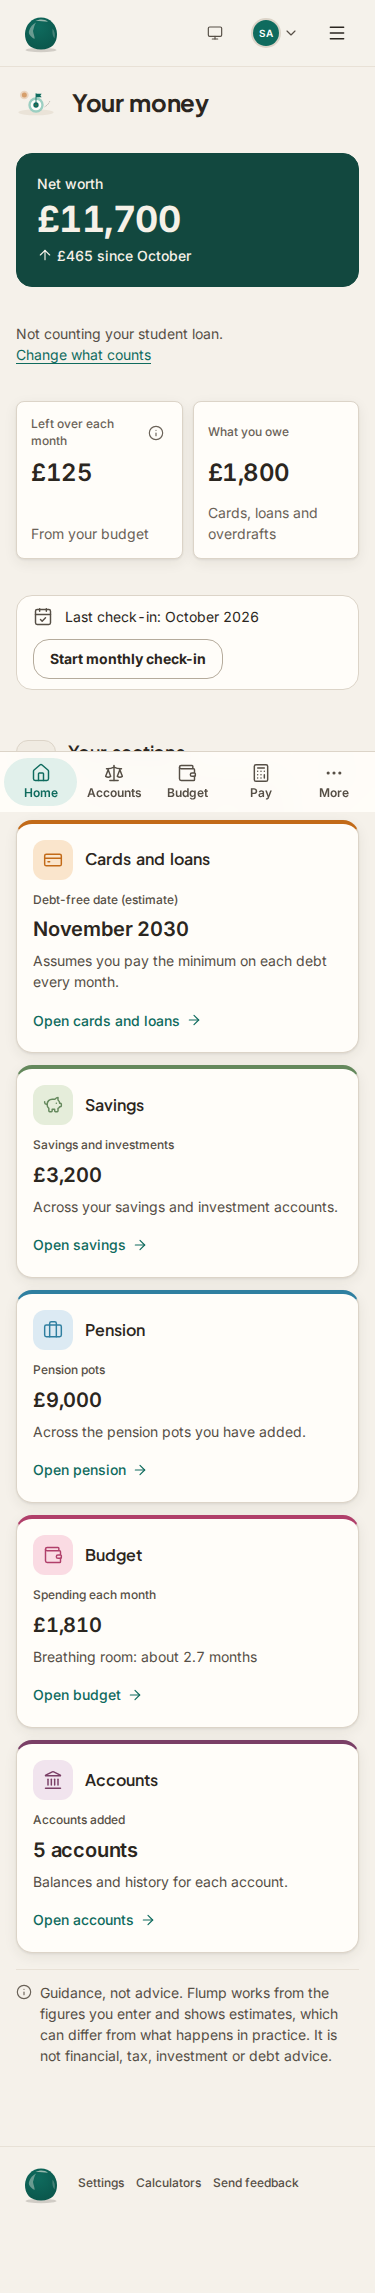 SA
Your money
Net worth
£11,700
↑ £465 since October
Not counting your student loan.
Change what counts
Left over each
month
£125
From your budget
What you owe
£1,800
Cards, loans and
overdrafts
Last check-in: October 2026
Start monthly check-in
Your sections
Home
Accounts
Budget
Pay
More
Cards and loans
Debt-free date (estimate)
November 2030
Assumes you pay the minimum on each debt
every month.
Open cards and loans →
Savings
Savings and investments
£3,200
Across your savings and investment accounts.
Open savings →
Pension
Pension pots
£9,000
Across the pension pots you have added.
Open pension →
Budget
Spending each month
£1,810
Breathing room: about 2.7 months
Open budget →
Accounts
Accounts added
5 accounts
Balances and history for each account.
Open accounts →
Guidance, not advice. Flump works from the
figures you enter and shows estimates, which
can differ from what happens in practice. It is
not financial, tax, investment or debt advice.
Settings
Calculators
Send feedback